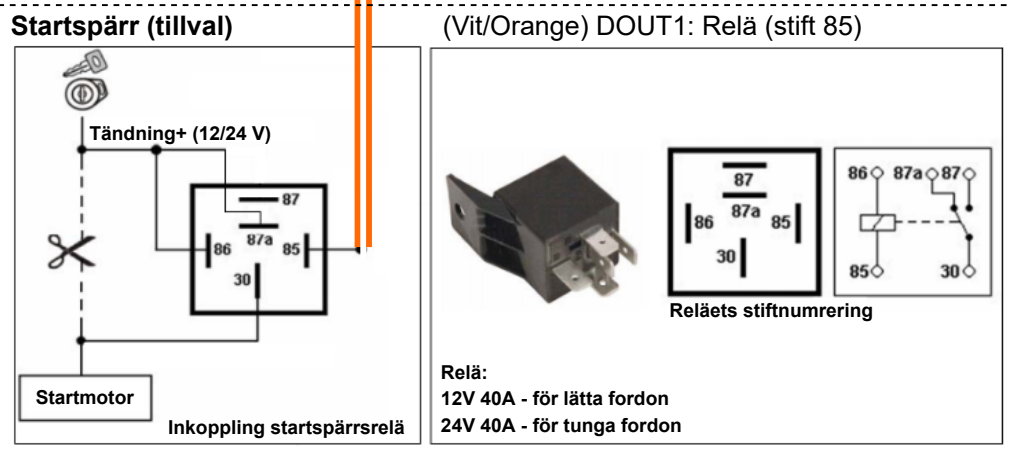 Startspärr (tillval)
(Vit/Orange) DOUT1: Relä (stift 85)
Tändning+ (12/24 V)
87
87a
86
85
30
Startmotor
Inkoppling startspärrsrelä
87
87a
86
85
30
86
87a
87
85
30
Reläets stiftnumrering
Relä:
12V 40A - för lätta fordon
24V 40A - för tunga fordon